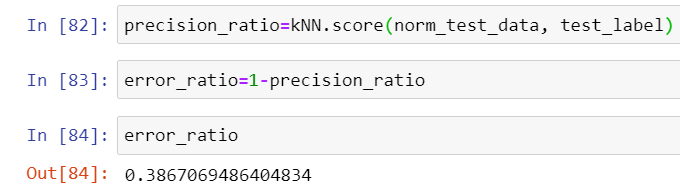 In [82]: precision_ratio=kNN.score(norm_test_data, test_label)
In [83]: error_ratio=1-precision_ratio
In [84]: error_ratio
Out[84]: 0.3867069486404834